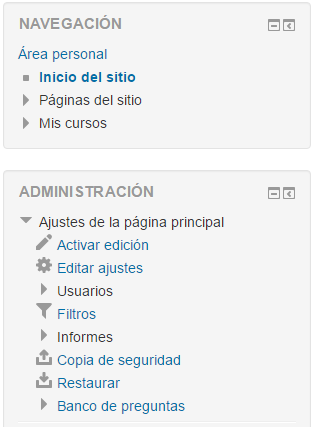 NAVEGACIÓN
Área personal
Inicio del sitio
Páginas del sitio
Mis cursos
ADMINISTRACIÓN
Ajustes de la página principal
Activar edición
Editar ajustes
Usuarios
Filtros
Informes
Copia de seguridad
Restaurar
Banco de preguntas